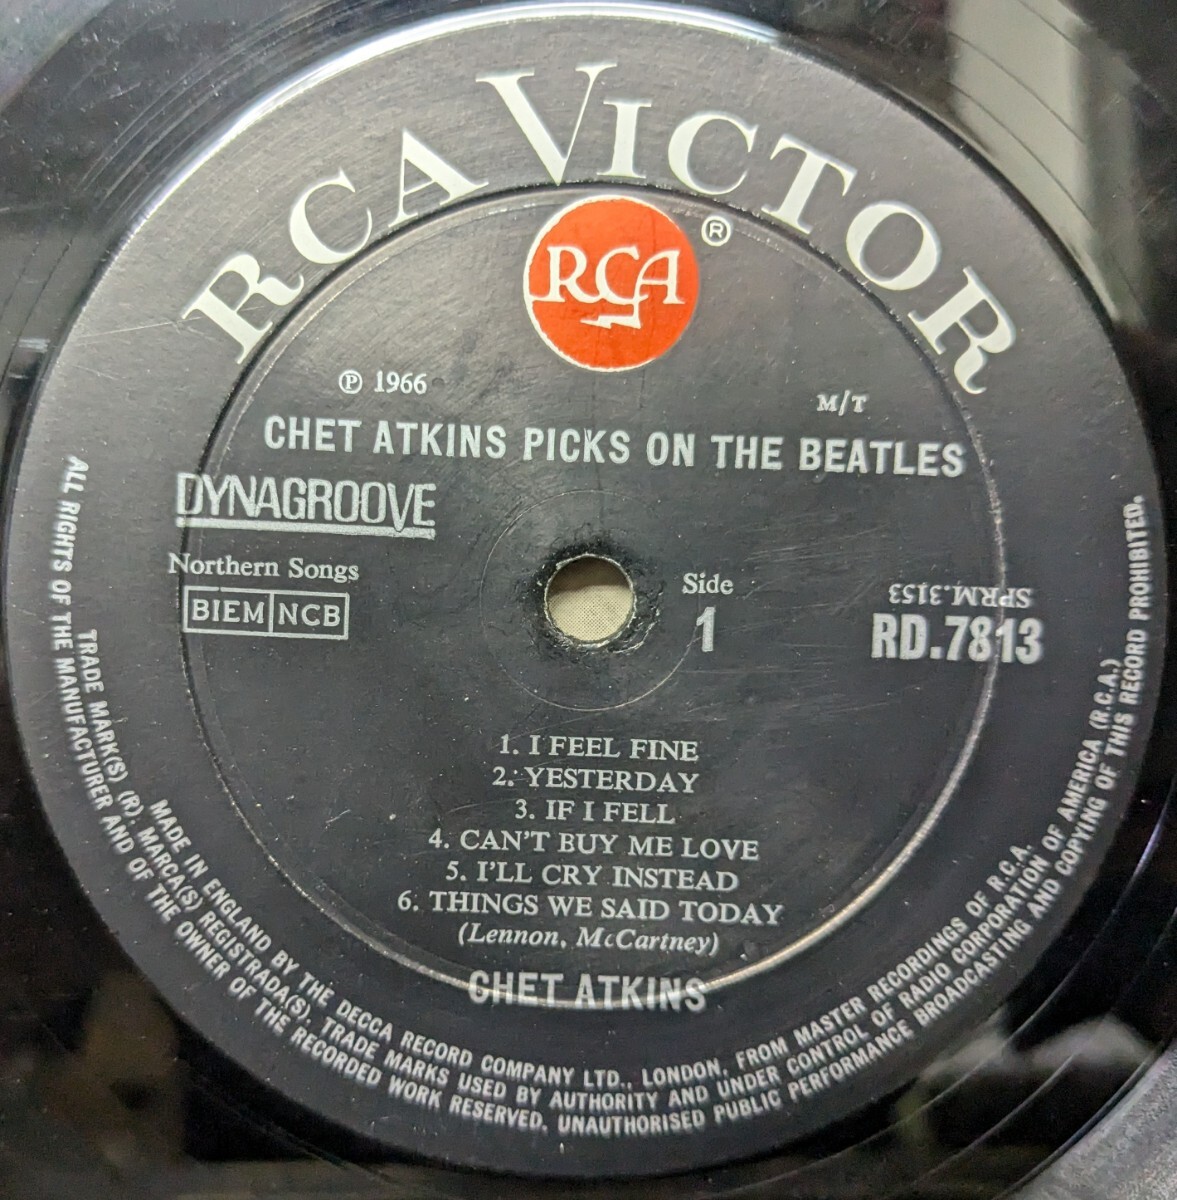 RCA VICTOR
RCA
®
℗ 1966
M/T
CHET ATKINS PICKS ON THE BEATLES
DYNAGROOVE
Northern Songs
BIEM NCB
Side
1
SPRM.3153
RD.7813
1. I FEEL FINE
2. YESTERDAY
3. IF I FELL
4. CAN'T BUY ME LOVE
5. I'LL CRY INSTEAD
6. THINGS WE SAID TODAY
(Lennon, McCartney)
CHET ATKINS
MADE IN ENGLAND BY THE DECCA RECORD COMPANY LTD., LONDON, FROM MASTER RECORDINGS OF R.C.A.
TRADE MARK(S) (R). MARCA(S) REGISTRADA(S). TRADE MARKS USED BY AUTHORITY AND UNDER CONTROL OF RADIO CORPORATION OF AMERICA (R.C.A.)
ALL RIGHTS OF THE MANUFACTURER AND OF THE OWNER OF THE RECORDED WORK RESERVED. UNAUTHORISED PUBLIC PERFORMANCE BROADCASTING AND COPYING OF THIS RECORD PROHIBITED.